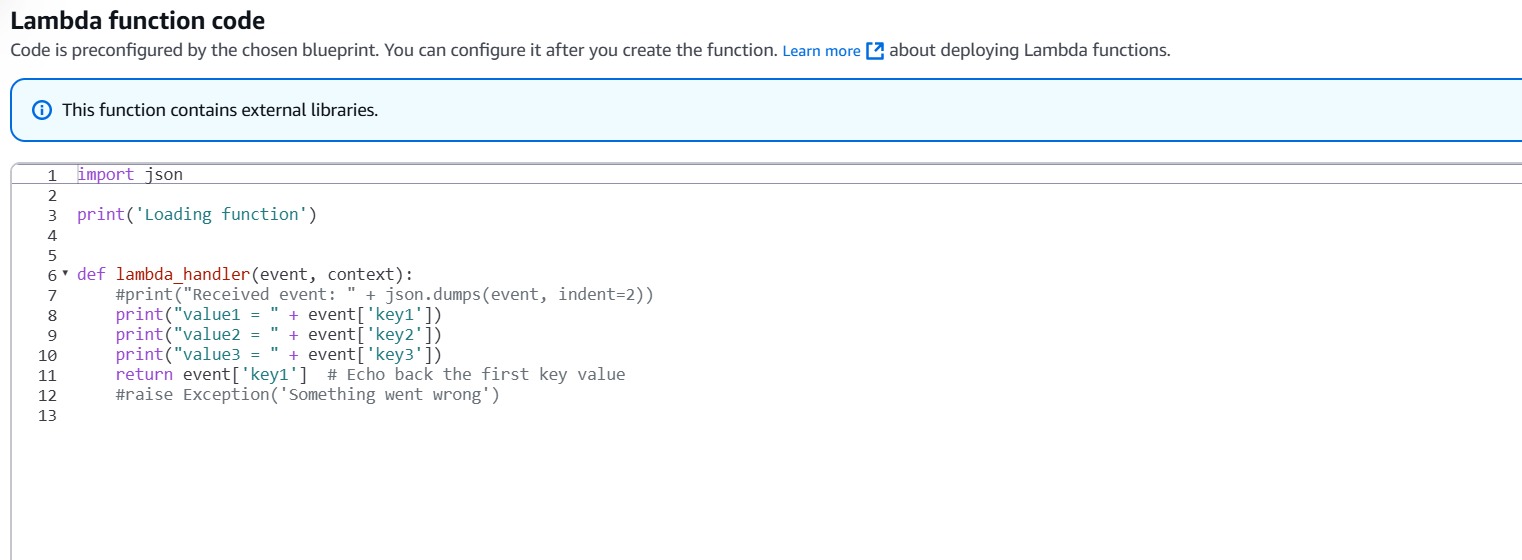 Lambda function code
Code is preconfigured by the chosen blueprint. You can configure it after you create the function. Learn more about deploying Lambda functions.
This function contains external libraries.
1 import json
2
3 print('Loading function')
4
5
6 def lambda_handler(event, context):
7     #print("Received event: " + json.dumps(event, indent=2))
8     print("value1 = " + event['key1'])
9     print("value2 = " + event['key2'])
10     print("value3 = " + event['key3'])
11     return event['key1']  # Echo back the first key value
12     #raise Exception('Something went wrong')
13